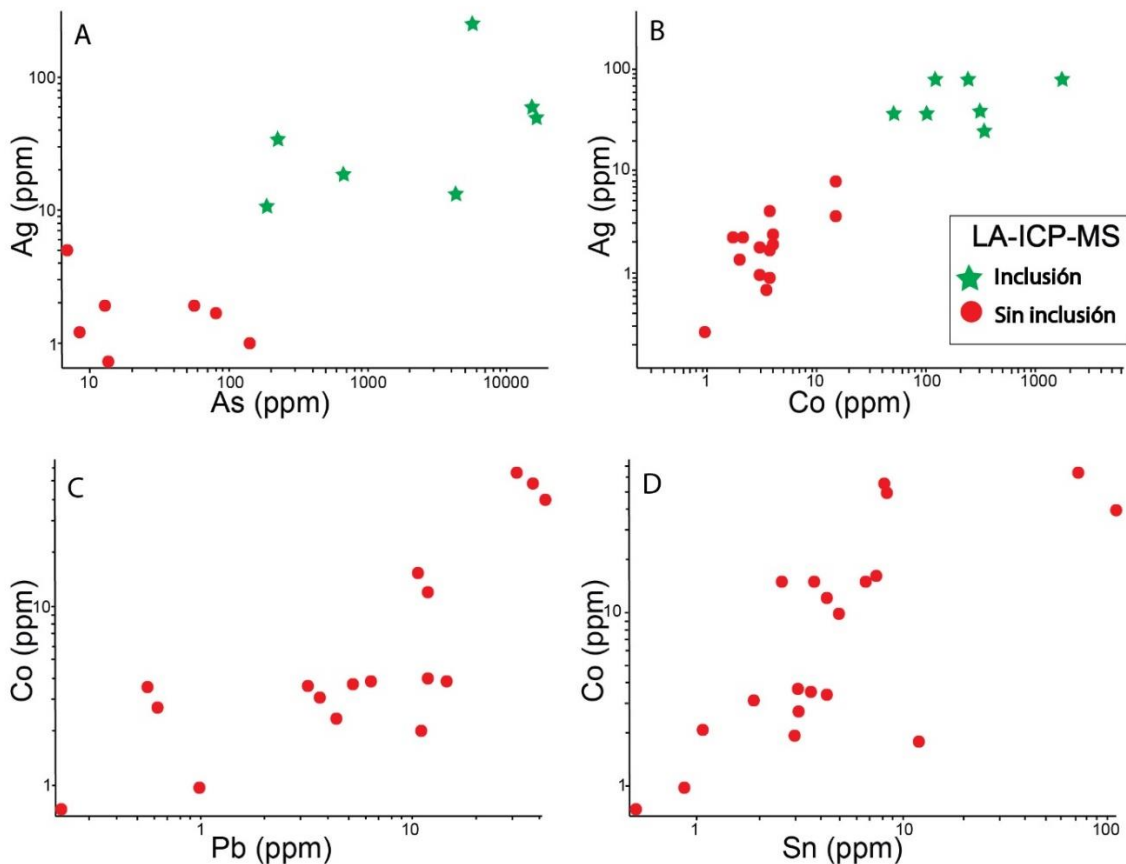 A
Ag (ppm)
100
10
1
10
100
1000
10000
As (ppm)
B
Ag (ppm)
100
10
1
1
10
100
1000
Co (ppm)
LA-ICP-MS
Inclusión
Sin inclusión
C
Co (ppm)
10
1
1
10
Pb (ppm)
D
Co (ppm)
10
1
1
10
100
Sn (ppm)